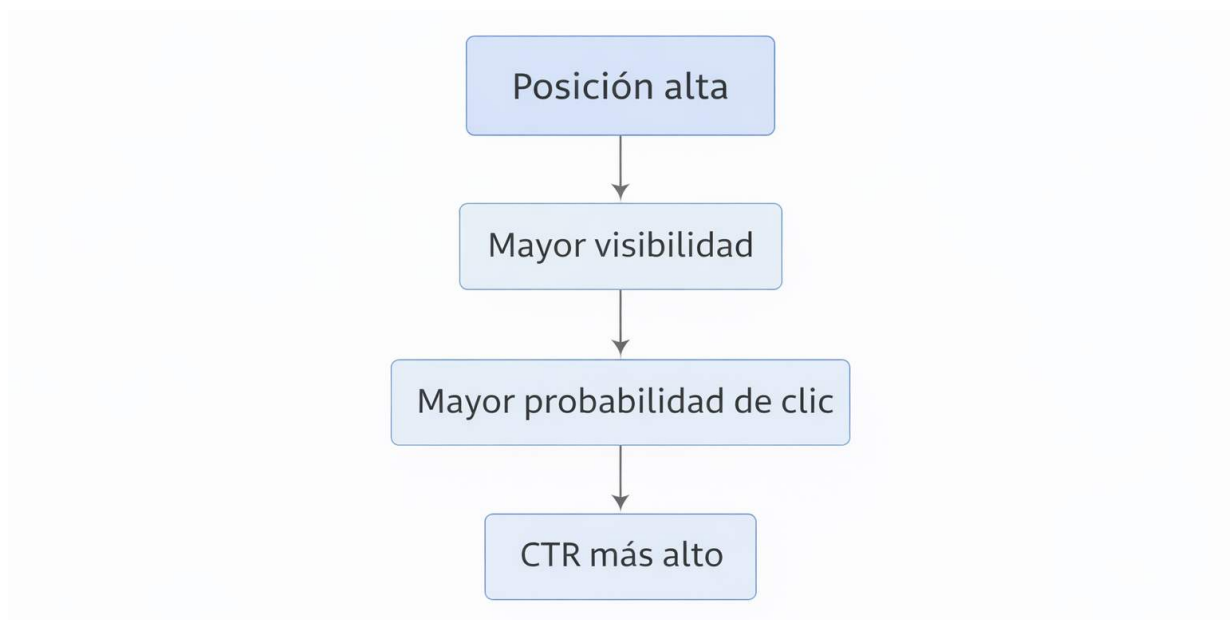 Posición alta
Mayor visibilidad
Mayor probabilidad de clic
CTR más alto